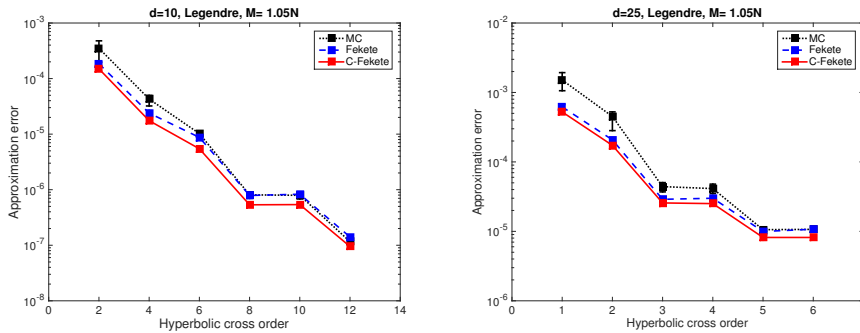 d=10, Legendre, M= 1.05N
10^-3
10^-4
10^-5
10^-6
10^-7
10^-8
Approximation error
MC
Fekete
C-Fekete
0 2 4 6 8 10 12 14
Hyperbolic cross order
d=25, Legendre, M= 1.05N
10^-2
10^-3
10^-4
10^-5
10^-6
Approximation error
MC
Fekete
C-Fekete
0 1 2 3 4 5 6
Hyperbolic cross order